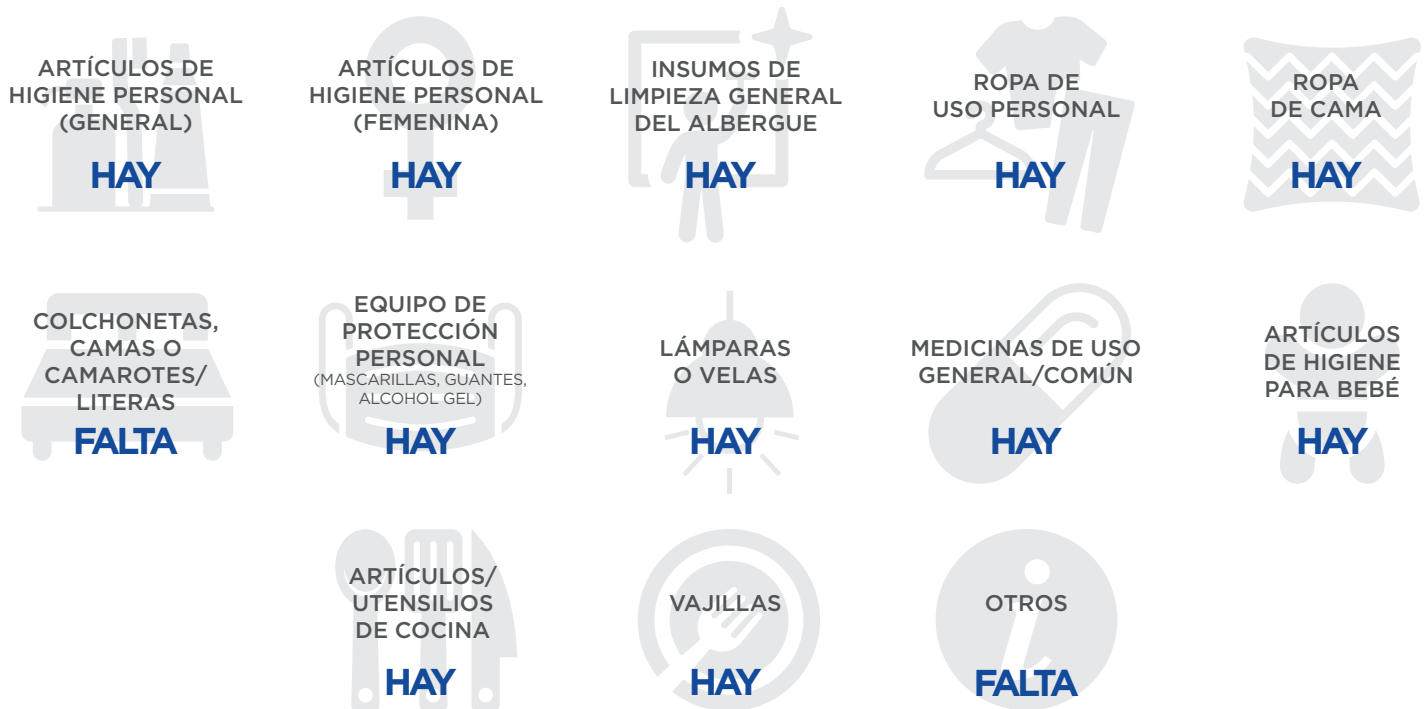 ARTÍCULOS DE
HIGIENE PERSONAL
(GENERAL)
HAY
ARTÍCULOS DE
HIGIENE PERSONAL
(FEMENINA)
HAY
INSUMOS DE
LIMPIEZA GENERAL
DEL ALBERGUE
HAY
ROPA DE
USO PERSONAL
HAY
ROPA
DE CAMA
HAY
COLCHONETAS,
CAMAS O
CAMAROTES/
LITERAS
FALTA
EQUIPO DE
PROTECCIÓN
PERSONAL
(MASCARILLAS, GUANTES,
ALCOHOL GEL)
HAY
LÁMPARAS
O VELAS
HAY
MEDICINAS DE USO
GENERAL/COMÚN
HAY
ARTÍCULOS
DE HIGIENE
PARA BEBÉ
HAY
ARTÍCULOS/
UTENSILIOS
DE COCINA
HAY
VAJILLAS
HAY
OTROS
FALTA